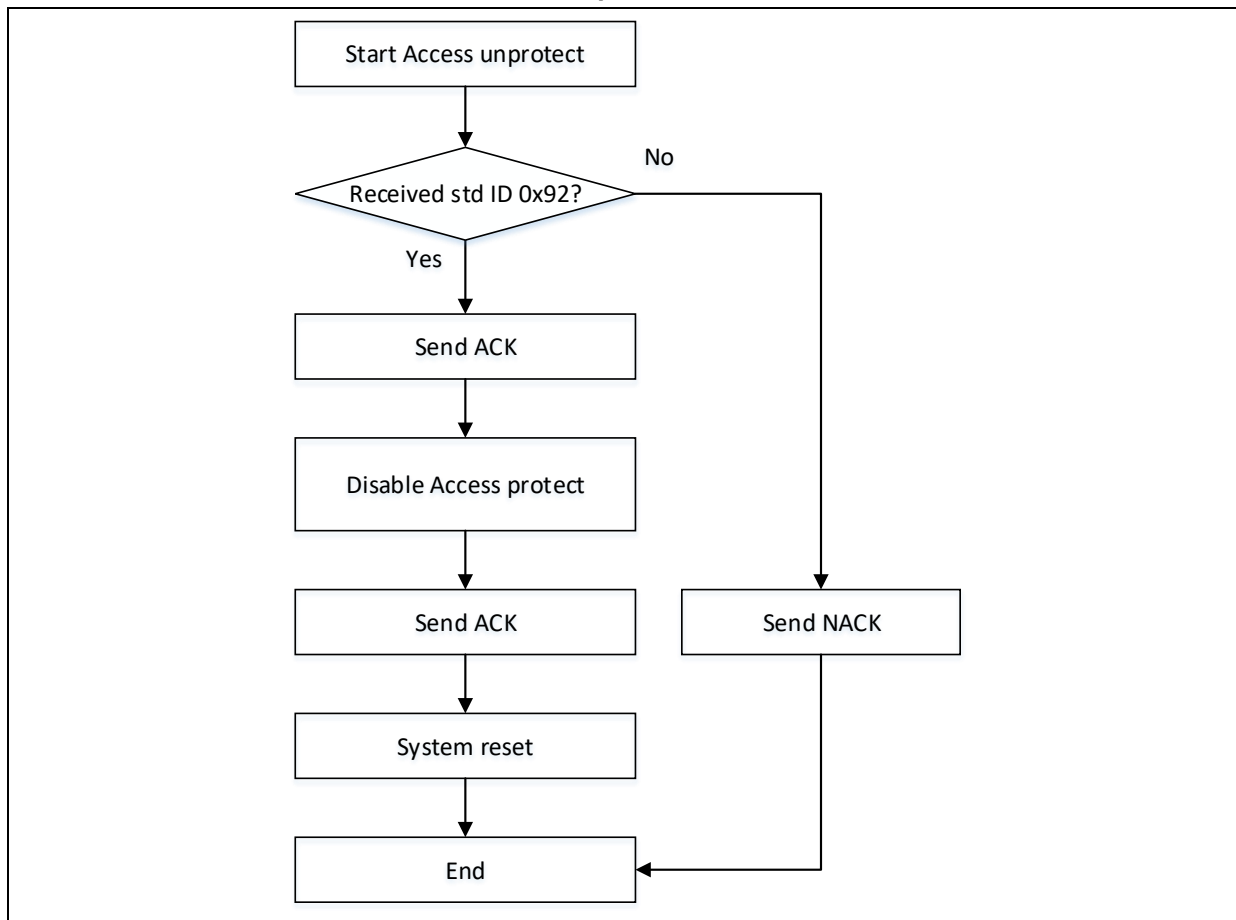 Start Access unprotect
No
Received std ID 0x92?
Yes
Send ACK
Disable Access protect
Send ACK
Send NACK
System reset
End